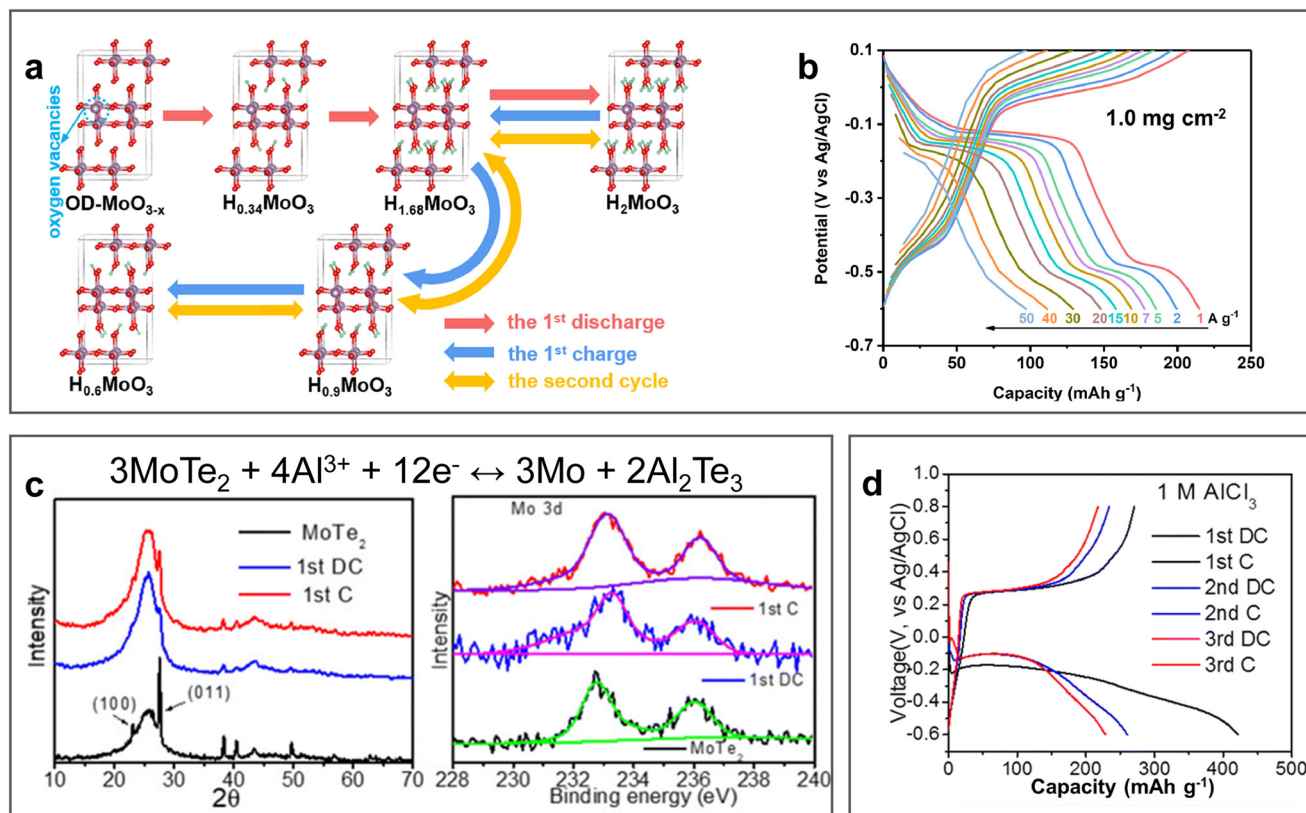 a
oxygen vacancies
OD-MoO3-x
H0.34MoO3
H1.68MoO3
H2MoO3
H0.6MoO3
H0.9MoO3
the 1st discharge
the 1st charge
the second cycle
b
1.0 mg cm-2
Potential (V vs Ag/AgCl)
0.1
-0.1
-0.3
-0.5
-0.7
50 40 30 20 15 10 7 5 2 1 A g-1
0 50 100 150 200 250
Capacity (mAh g-1)
c
3MoTe2 + 4Al3+ + 12e- ↔ 3Mo + 2Al2Te3
Intensity
MoTe2
1st DC
1st C
(100)
(011)
10 20 30 40 50 60 70
2θ
Intensity
Mo 3d
1st C
1st DC
MoTe2
228 230 232 234 236 238 240
Binding energy (eV)
d
1 M AlCl3
Voltage(V, vs Ag/AgCl)
1.0
0.8
0.6
0.4
0.2
0.0
-0.2
-0.4
-0.6
1st DC
1st C
2nd DC
2nd C
3rd DC
3rd C
0 100 200 300 400 500
Capacity (mAh g-1)